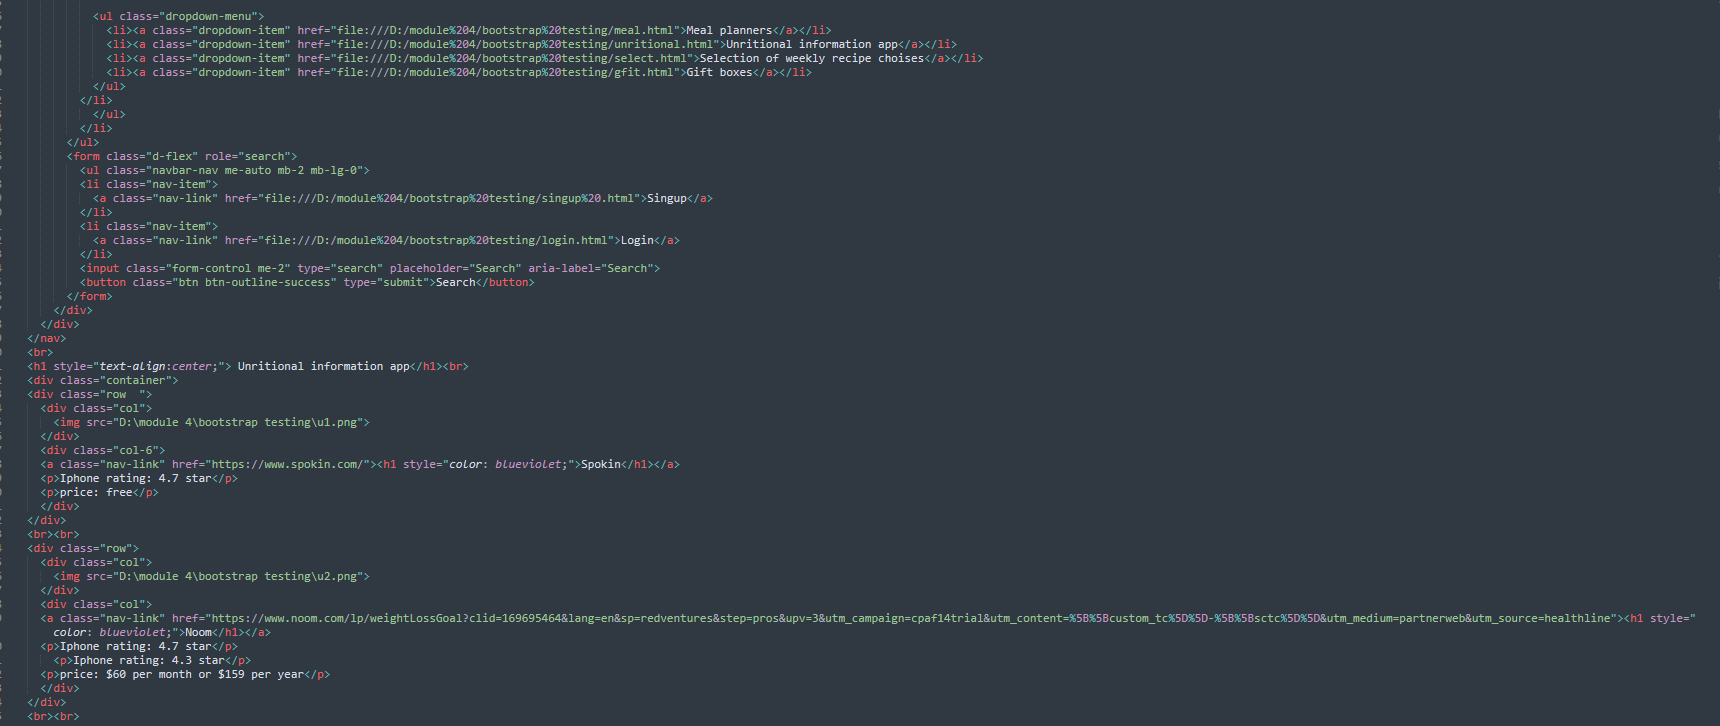 <ul class="dropdown-menu">
<li><a class="dropdown-item" href="file:///D:/module%204/bootstrap%20testing/meal.html">Meal planners</a></li>
<li><a class="dropdown-item" href="file:///D:/module%204/bootstrap%20testing/unritional.html">Unritional information app</a></li>
<li><a class="dropdown-item" href="file:///D:/module%204/bootstrap%20testing/select.html">Selection of weekly recipe choises</a></li>
<li><a class="dropdown-item" href="file:///D:/module%204/bootstrap%20testing/gfit.html">Gift boxes</a></li>
</ul>
</li>
</ul>
</li>
</ul>
<form class="d-flex" role="search">
<ul class="navbar-nav me-auto mb-2 mb-lg-0">
<li class="nav-item">
<a class="nav-link" href="file:///D:/module%204/bootstrap%20testing/singup%20.html">Singup</a>
</li>
<li class="nav-item">
<a class="nav-link" href="file:///D:/module%204/bootstrap%20testing/login.html">Login</a>
</li>
<input class="form-control me-2" type="search" placeholder="Search" aria-label="Search">
<button class="btn btn-outline-success" type="submit">Search</button>
</form>
</div>
</div>
</nav>
<br>
<h1 style="text-align:center;"> Unritional information app</h1><br>
<div class="container">
<div class="row  ">
<div class="col">
<img src="D:\module 4\bootstrap testing\u1.png">
</div>
<div class="col-6">
<a class="nav-link" href="https://www.spokin.com/"><h1 style="color: blueviolet;">Spokin</h1></a>
<p>Iphone rating: 4.7 star</p>
<p>price: free</p>
</div>
</div>
<br><br>
<div class="row">
<div class="col">
<img src="D:\module 4\bootstrap testing\u2.png">
</div>
<div class="col">
<a class="nav-link" href="https://www.noom.com/lp/weightLossGoal?clid=169695464&lang=en&sp=redventures&step=pros&upv=3&utm_campaign=cpaf14trial&utm_content=%5B%5Bcustom_tc%5D%5D-%5B%5Bsctc%5D%5D&utm_medium=partnerweb&utm_source=healthline"><h1 style="
color: blueviolet;">Noom</h1></a>
<p>Iphone rating: 4.7 star</p>
<p>Iphone rating: 4.3 star</p>
<p>price: $60 per month or $159 per year</p>
</div>
</div>
<br><br>